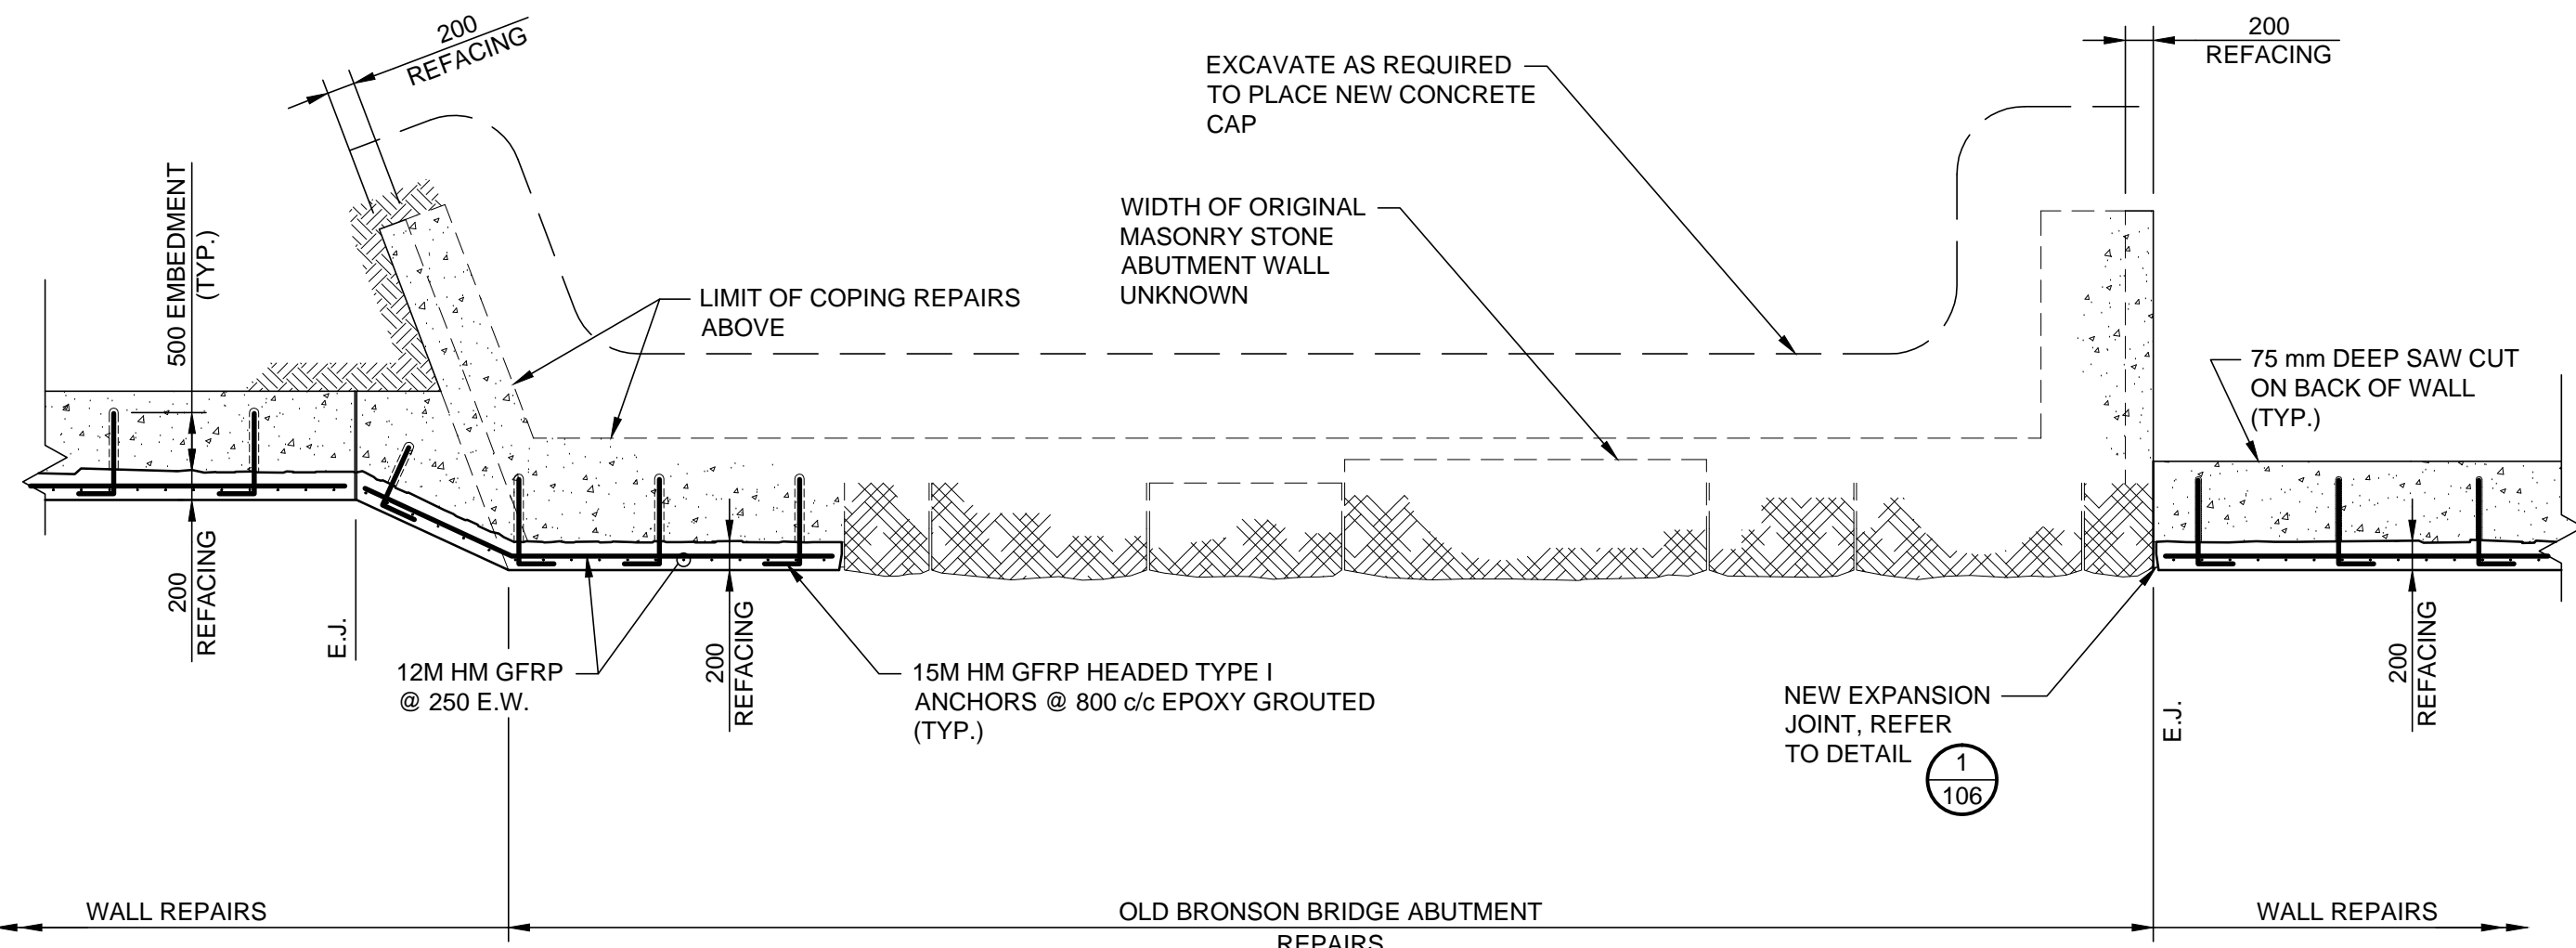 200
REFACING
EXCAVATE AS REQUIRED
TO PLACE NEW CONCRETE
CAP
200
REFACING
500 EMBEDMENT
(TYP.)
WIDTH OF ORIGINAL
MASONRY STONE
ABUTMENT WALL
UNKNOWN
LIMIT OF COPING REPAIRS
ABOVE
75 mm DEEP SAW CUT
ON BACK OF WALL
(TYP.)
200
REFACING
E.J.
12M HM GFRP
@ 250 E.W.
200
REFACING
15M HM GFRP HEADED TYPE I
ANCHORS @ 800 c/c EPOXY GROUTED
(TYP.)
NEW EXPANSION
JOINT, REFER
TO DETAIL
1
106
E.J.
200
REFACING
WALL REPAIRS
OLD BRONSON BRIDGE ABUTMENT
REPAIRS
WALL REPAIRS